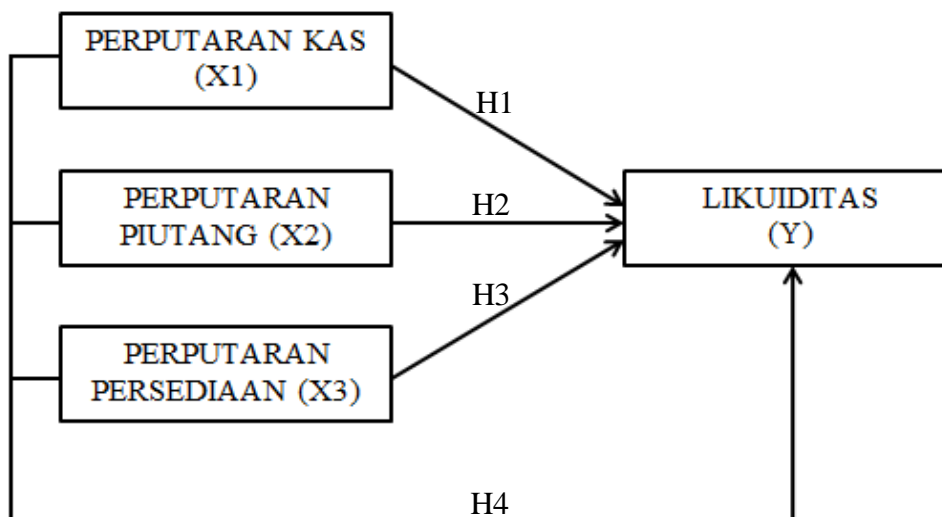 PERPUTARAN KAS
(X1)
H1
PERPUTARAN
PIUTANG (X2)
H2
LIKUIDITAS
(Y)
H3
PERPUTARAN
PERSEDIAAN (X3)
H4